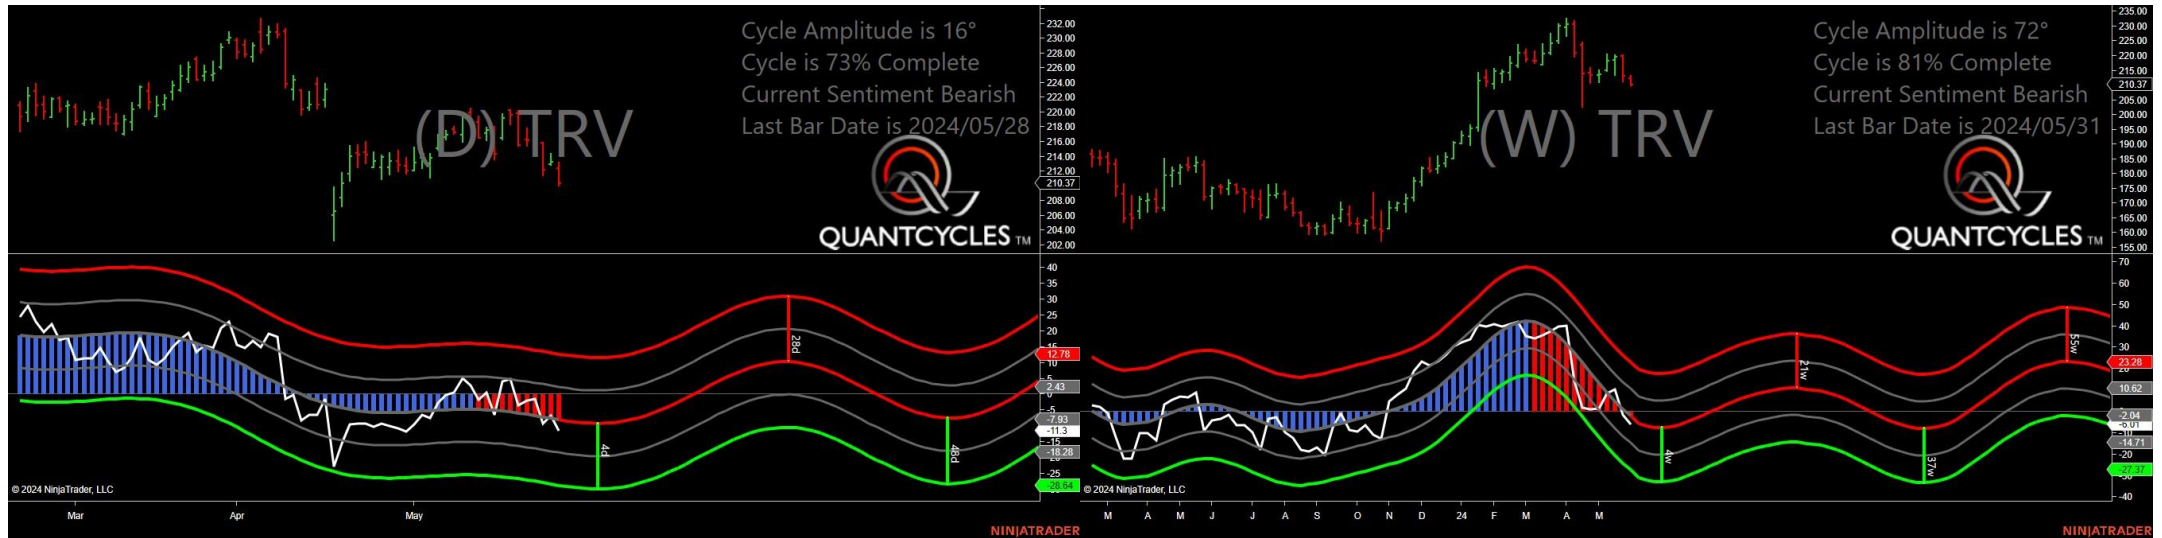 Cycle Amplitude is 16°
Cycle is 73% Complete
Current Sentiment Bearish
Last Bar Date is 2024/05/28
(D) TRV
QUANTCYCLES TM
232.00
230.00
228.00
226.00
224.00
222.00
220.00
218.00
216.00
214.00
212.00
210.37
208.00
206.00
204.00
202.00
40
35
30
25
20
15
12.78
10
5
2.43
-5
-7.93
-11.3
-15
-18.28
-25
-28.64
4d
28d
48d
© 2024 NinjaTrader, LLC
Mar
Apr
May
NINJATRADER
Cycle Amplitude is 72°
Cycle is 81% Complete
Current Sentiment Bearish
Last Bar Date is 2024/05/31
(W) TRV
QUANTCYCLES TM
235.00
230.00
225.00
220.00
215.00
210.37
205.00
200.00
195.00
190.00
185.00
180.00
175.00
170.00
165.00
160.00
155.00
70
60
50
40
30
23.28
20
10.62
-2.04
-6.01
-10
-14.71
-20
-27.37
-40
4w
21w
37w
55w
© 2024 NinjaTrader, LLC
M A M J J A S O N D 24 F M A M
NINJATRADER